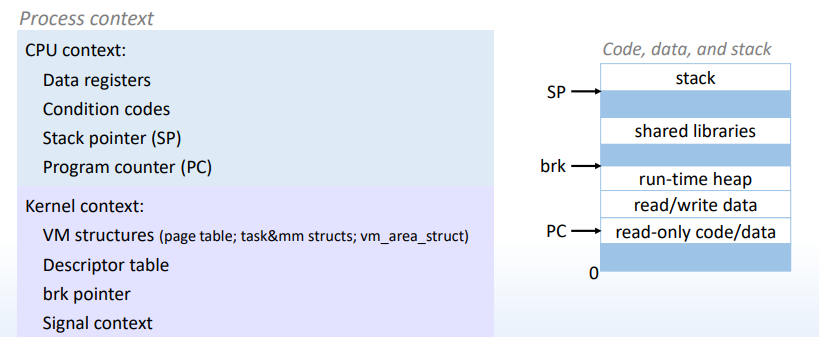 Process context
CPU context:
Data registers
Condition codes
Stack pointer (SP)
Program counter (PC)
Kernel context:
VM structures (page table; task&mm structs; vm_area_struct)
Descriptor table
brk pointer
Signal context
Code, data, and stack
stack
SP
shared libraries
brk
run-time heap
read/write data
PC
read-only code/data
0